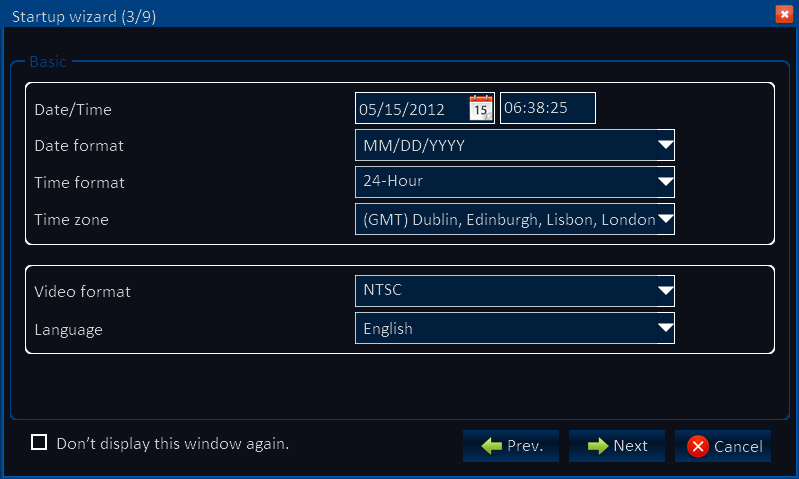 Startup wizard (3/9)
Basic
Date/Time 05/15/2012 15 06:38:25
Date format MM/DD/YYYY
Time format 24-Hour
Time zone (GMT) Dublin, Edinburgh, Lisbon, London
Video format NTSC
Language English
Don't display this window again. Prev. Next Cancel